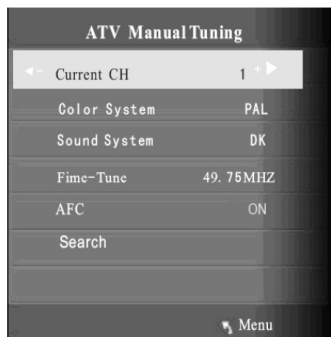 ATV Manual Tuning
Current CH 1
Color System PAL
Sound System DK
Fime-Tune 49.75MHZ
AFC ON
Search
Menu